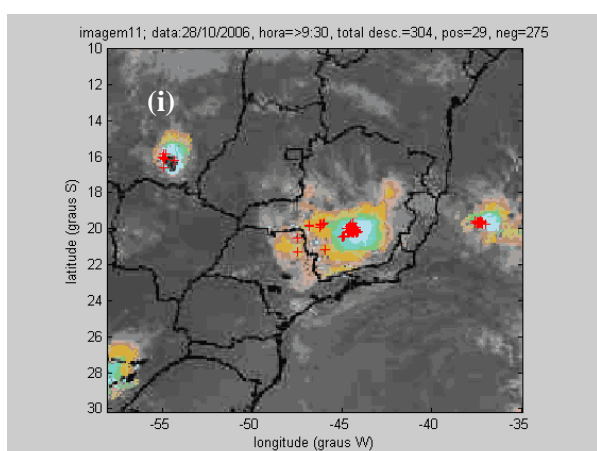 imagem11; data:28/10/2006, hora=>9:30, total desc.=304, pos=29, neg=275
10
12
(i)
14
16
18
20
22
24
26
28
30
latitude (graus S)
-55 -50 -45 -40 -35
longitude (graus W)